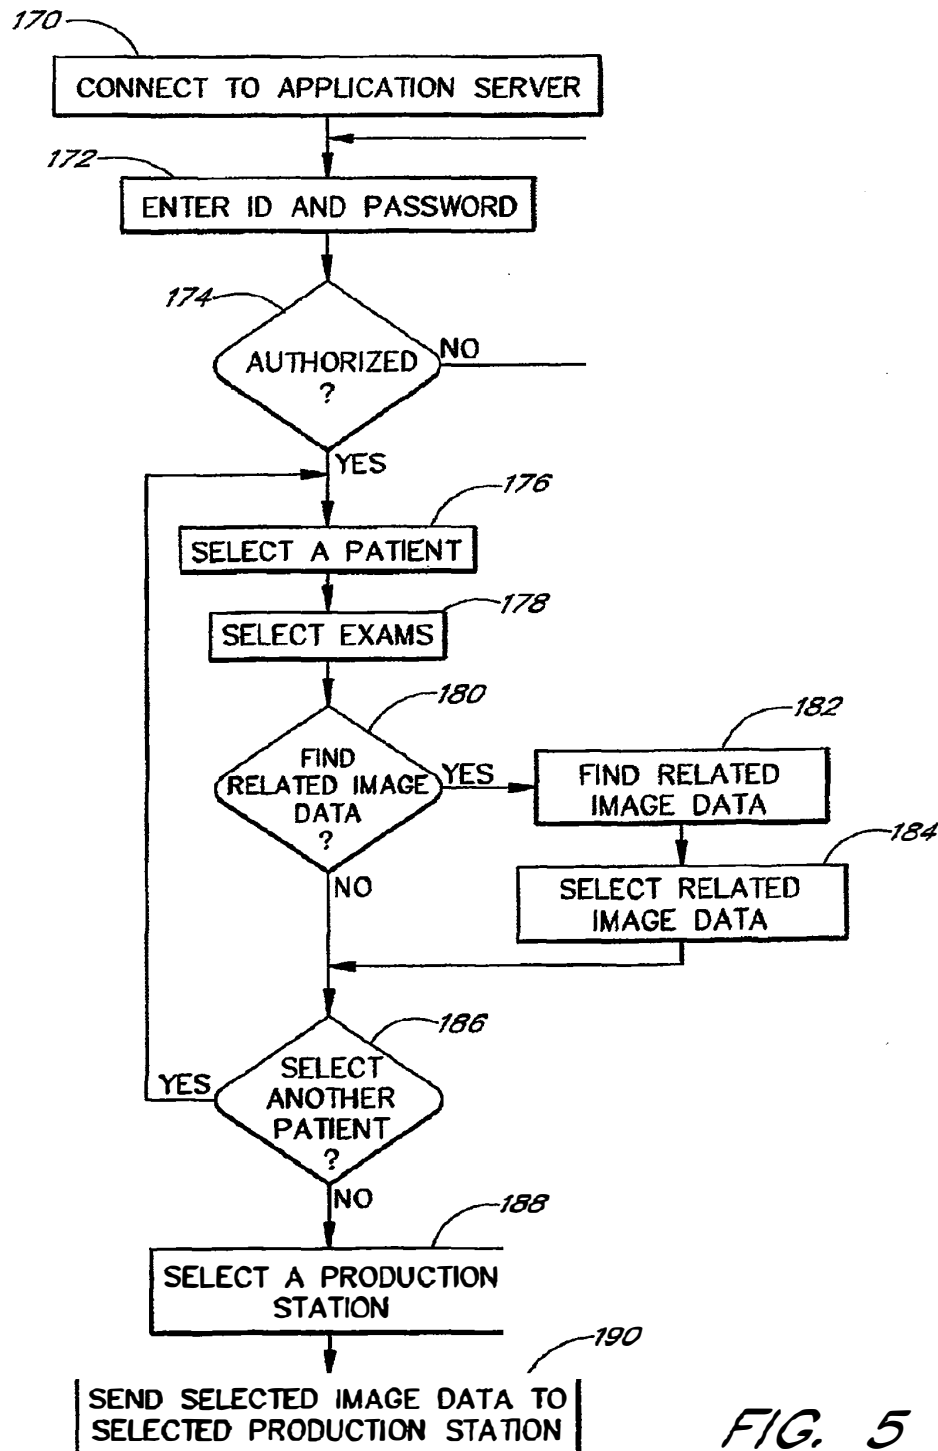 170
CONNECT TO APPLICATION SERVER
172
ENTER ID AND PASSWORD
174
AUTHORIZED
?
NO
YES
176
SELECT A PATIENT
178
SELECT EXAMS
180
FIND
RELATED IMAGE
DATA
?
YES
182
FIND RELATED
IMAGE DATA
184
SELECT RELATED
IMAGE DATA
NO
186
SELECT
ANOTHER
PATIENT
?
YES
NO
188
SELECT A PRODUCTION
STATION
190
SEND SELECTED IMAGE DATA TO
SELECTED PRODUCTION STATION
FIG. 5